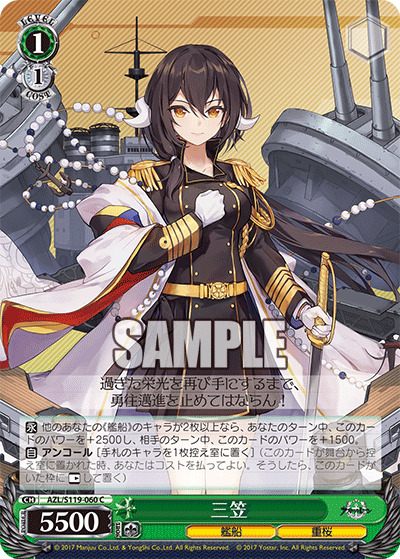 LEVEL
1
1
COST
SAMPLE
過ぎた栄光を再び手にするまで、
勇往邁進を止めてはならん！
永 他のあなたの《艦船》のキャラが2枚以上なら、あなたのターン中、このカー
ドのパワーを+2500し、相手のターン中、このカードのパワーを+1500。
自 アンコール ［手札のキャラを1枚控え室に置く］ (このカードが舞台から
控え室に置かれた時、あなたはコストを払ってよい。そうしたら、このカードが
いた枠に 置く)
CH AZL/S119-060 C
三笠
POWER
5500
艦船 重桜
© 2017 Manjuu Co.,Ltd. & YongShi Co.,Ltd. All Rights Reserved. © 2017 Yostar, Inc. All Rights Reserved.